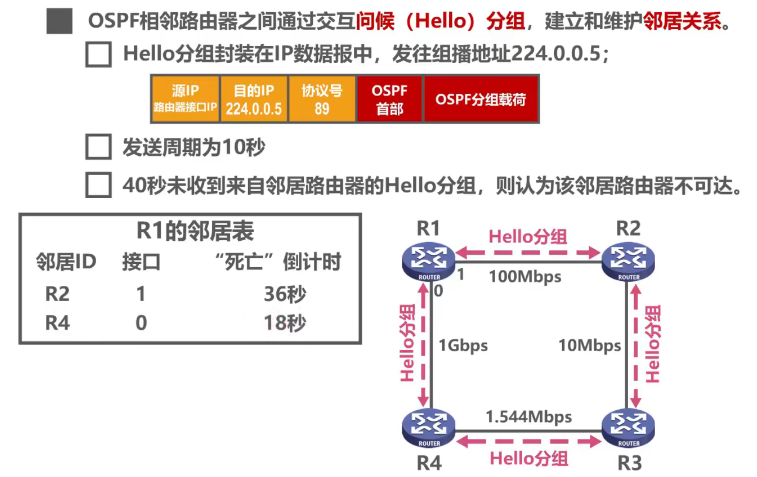 OSPF相邻路由器之间通过交互问候（Hello）分组，建立和维护邻居关系。
Hello分组封装在IP数据报中，发往组播地址224.0.0.5；
源IP 路由器接口IP
目的IP 224.0.0.5
协议号 89
OSPF 首部
OSPF分组载荷
发送周期为10秒
40秒未收到来自邻居路由器的Hello分组，则认为该邻居路由器不可达。
R1的邻居表
邻居ID 接口 “死亡”倒计时
R2 1 36秒
R4 0 18秒
R1
Hello分组
R2
ROUTER
1
0
100Mbps
ROUTER
Hello分组
1Gbps
10Mbps
Hello分组
ROUTER
1.544Mbps
ROUTER
R4
Hello分组
R3